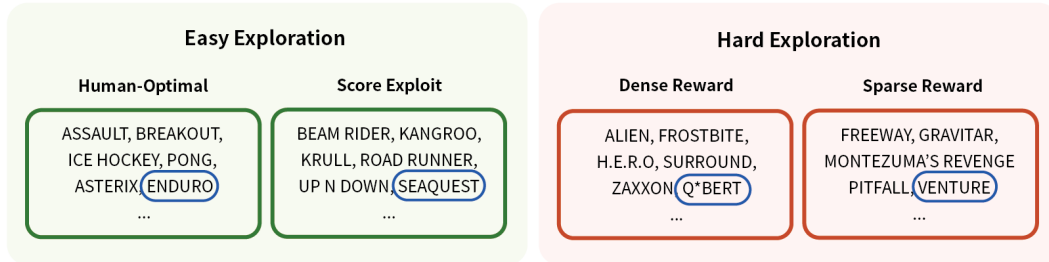 Easy Exploration
Human-Optimal
ASSAULT, BREAKOUT,
ICE HOCKEY, PONG,
ASTERIX, ENDURO
...
Score Exploit
BEAM RIDER, KANGROO,
KRULL, ROAD RUNNER,
UP N DOWN, SEAQUEST
...
Hard Exploration
Dense Reward
ALIEN, FROSTBITE,
H.E.R.O, SURROUND,
ZAXXON, Q*BERT
...
Sparse Reward
FREEWAY, GRAVITAR,
MONTEZUMA'S REVENGE
PITFALL, VENTURE
...